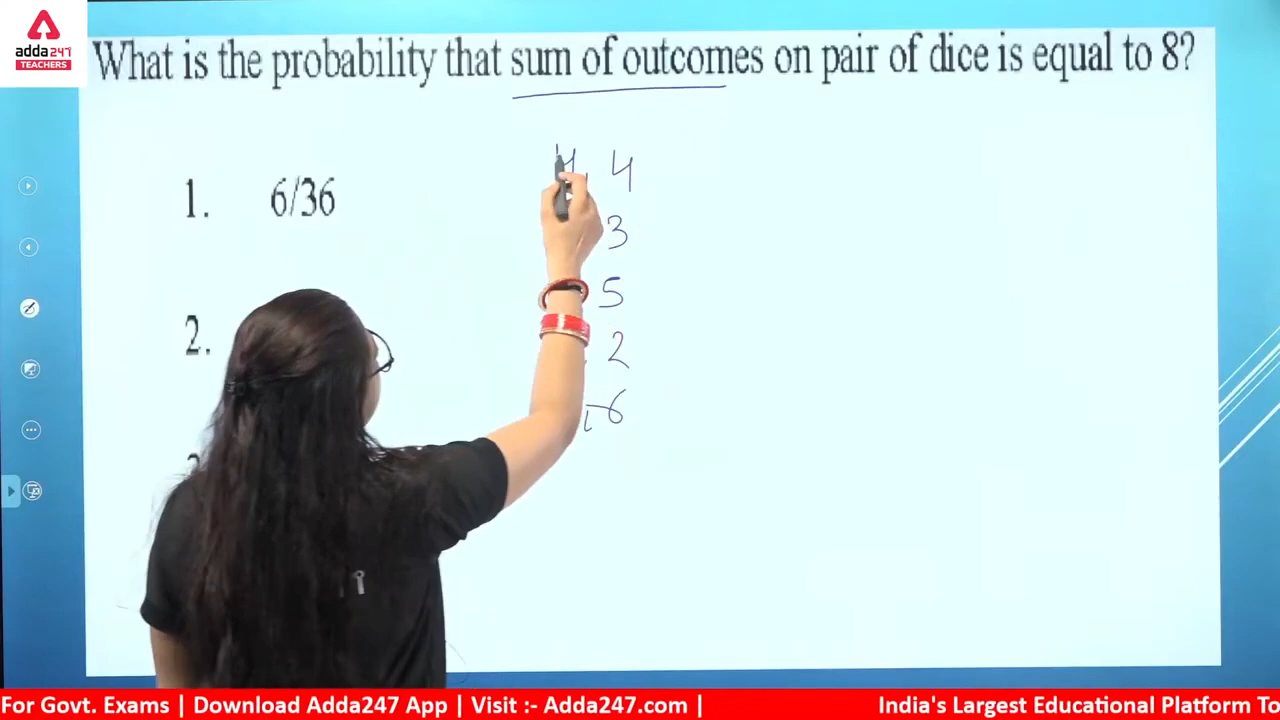 Adda247
TEACHERS
What is the probability that sum of outcomes on pair of dice is equal to 8?
1. 6/36
4, 4
3
5
2
, 6
2.
For Govt. Exams | Download Adda247 App | Visit :- Adda247.com |
India's Largest Educational Platform To